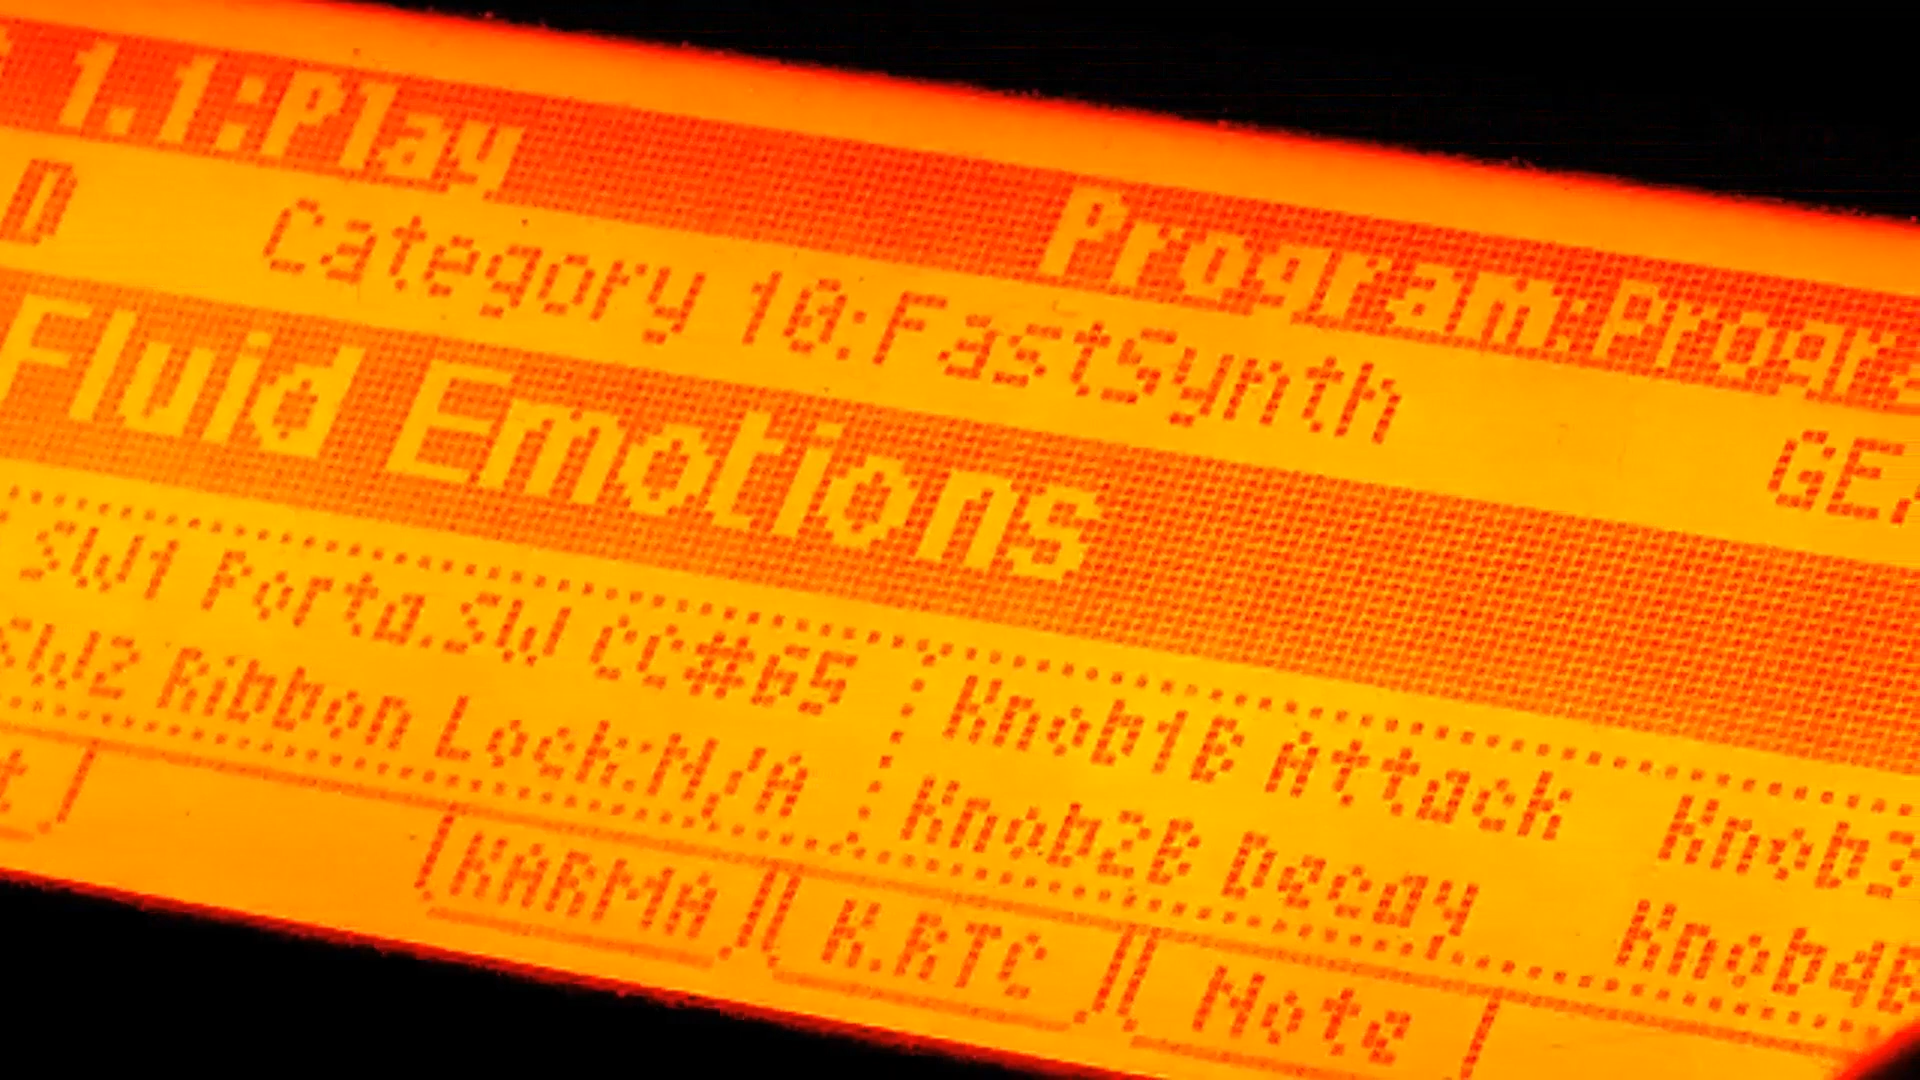 1.1:Play Program:Progra
D Category 10:FastSynth GE
Fluid Emotions
SW1 Porta.SW CC#65 Knob1B Attack Knob3
SW2 Ribbon Lock:N/A Knob2B Decay Knob4B
t KARMA K.RTC Note